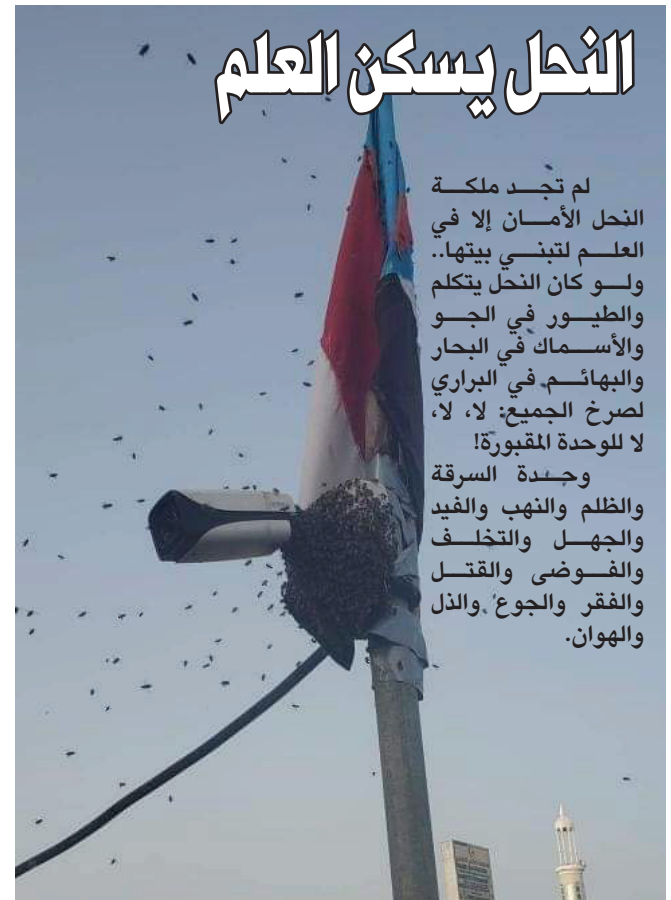 النحل يسكن العلم
لم تجد ملكة
النحل الأمان إلا في
العلم لتبني بيتها..
ولو كان النحل يتكلم
والطيور في الجو
والأسماك في البحار
والبهائم في البراري
لصرخ الجميع: لا، لا،
لا للوحدة المقبورة!
وحدة السرقة
والظلم والنهب والفيد
والجهل والتخلف
والفوضى والقتل
والفقر والجوع والذل
والهوان.